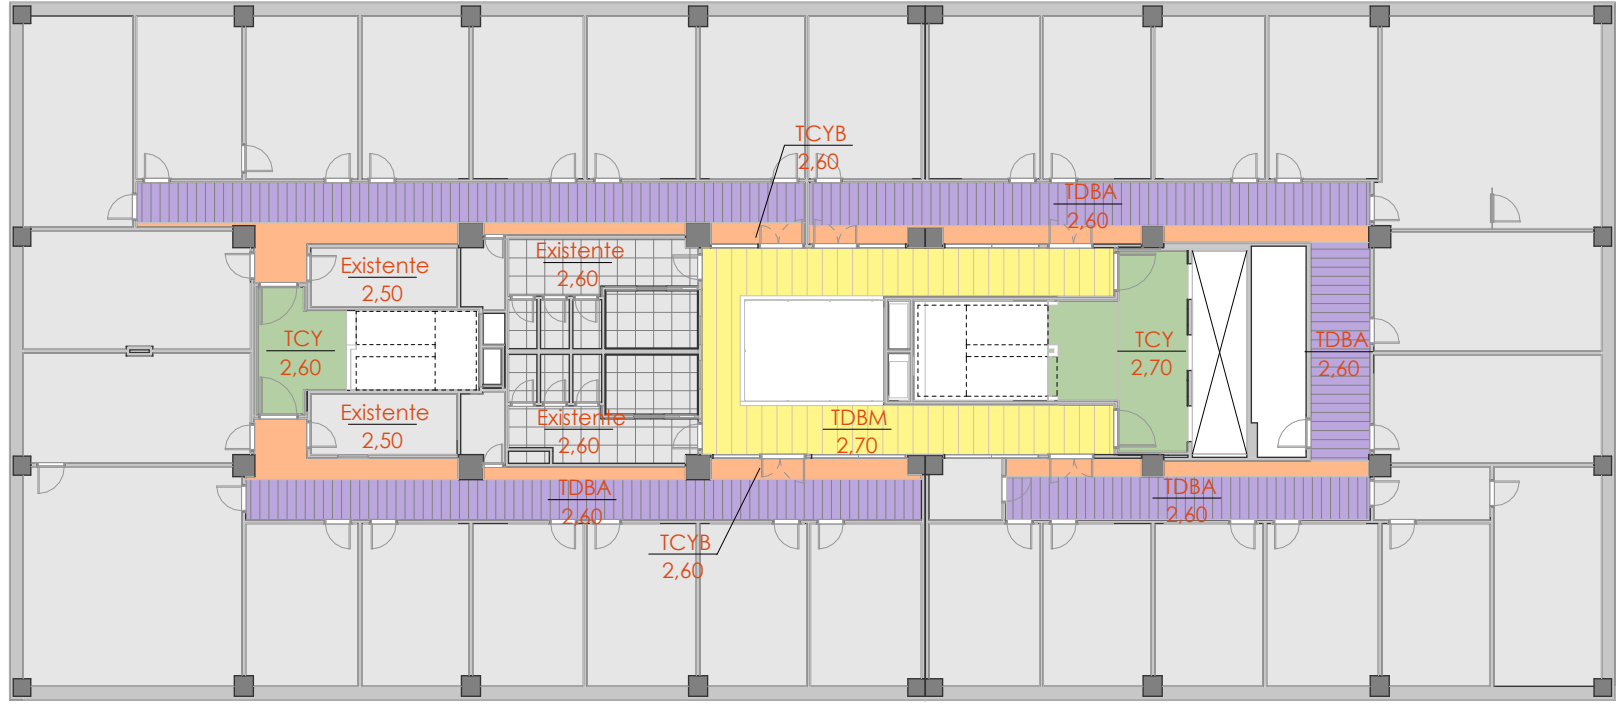 TCYB
2,60
TDBA
2,60
Existente
2,60
Existente
2,50
TCY
2,60
TCY
2,70
TDBA
2,60
Existente
2,50
Existente
2,60
TDBM
2,70
TDBA
2,60
TDBA
2,60
TCYB
2,60